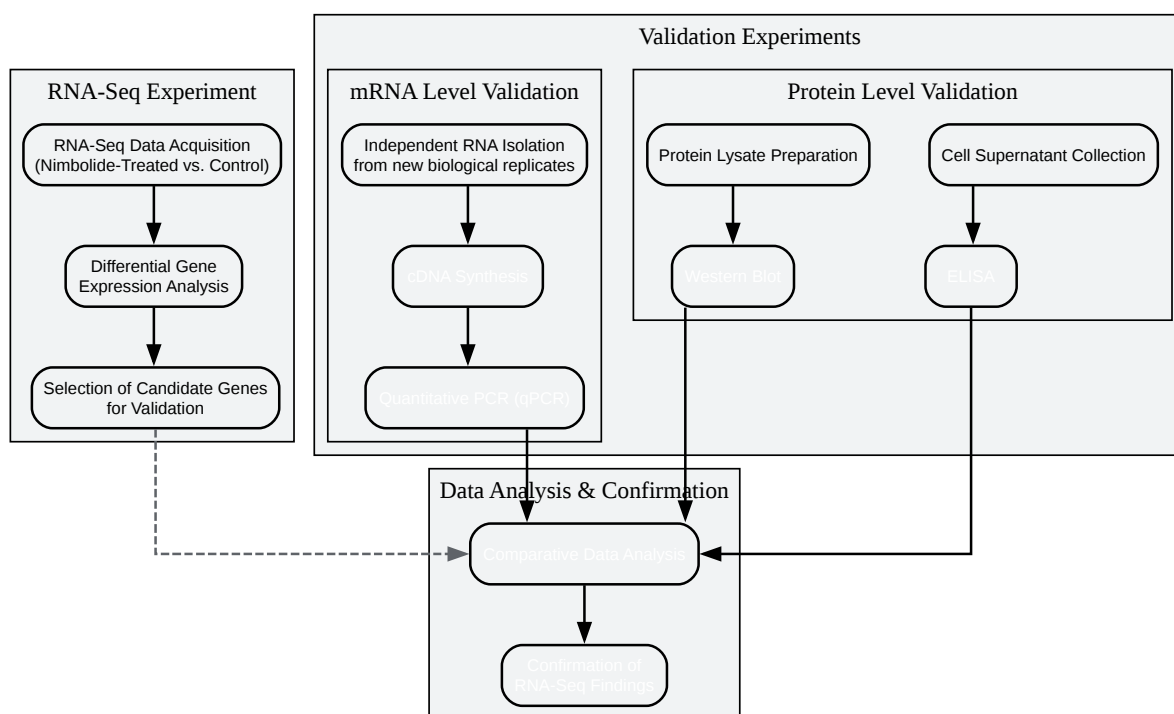 Validation Experiments
RNA-Seq Experiment
RNA-Seq Data Acquisition
(Nimbolide-Treated vs. Control)
Differential Gene
Expression Analysis
Selection of Candidate Genes
for Validation
mRNA Level Validation
Independent RNA Isolation
from new biological replicates
cDNA Synthesis
Quantitative PCR (qPCR)
Protein Level Validation
Protein Lysate Preparation
Western Blot
Cell Supernatant Collection
ELISA
Data Analysis & Confirmation
Comparative Data Analysis
Confirmation of
RNA-Seq Findings